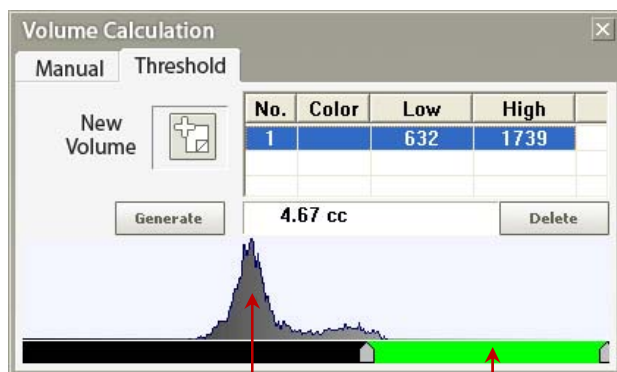 Volume Calculation
Manual Threshold
New
Volume
No. Color Low High
1 632 1739
Generate 4.67 cc Delete